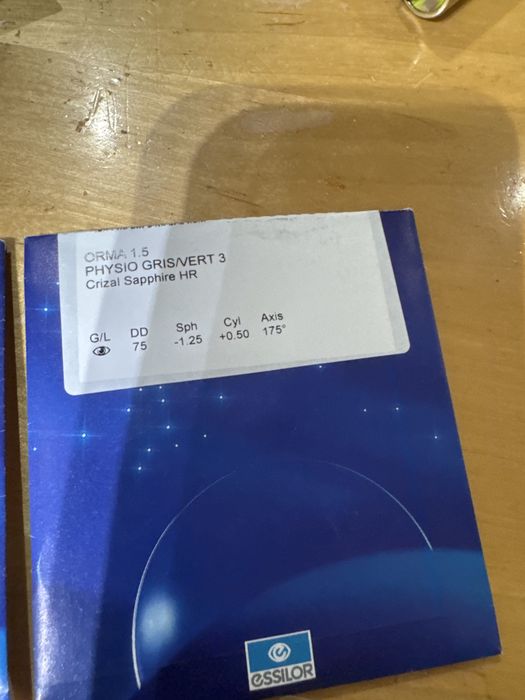 ORMA 1.5
PHYSIO GRIS/VERT 3
Crizal Sapphire HR
G/L DD Sph Cyl Axis
75 -1.25 +0.50 175°
essilor